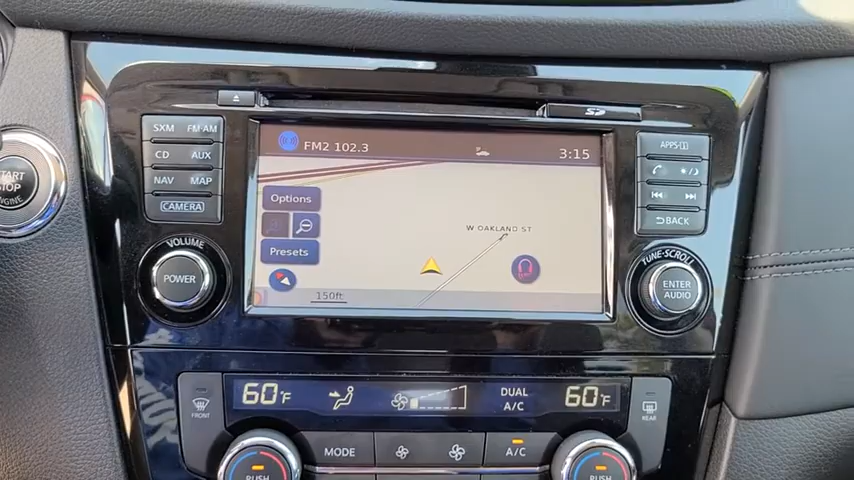 SXM FM·AM
CD AUX
NAV MAP
CAMERA
START
STOP
ENGINE
VOLUME
POWER
FM2 102.3
3:15
Options
Presets
W OAKLAND ST
150ft
APPS
BACK
TUNE·SCROLL
ENTER
AUDIO
60°F
DUAL
A/C
60°F
FRONT
REAR
MODE
A/C
PUSH
PUSH